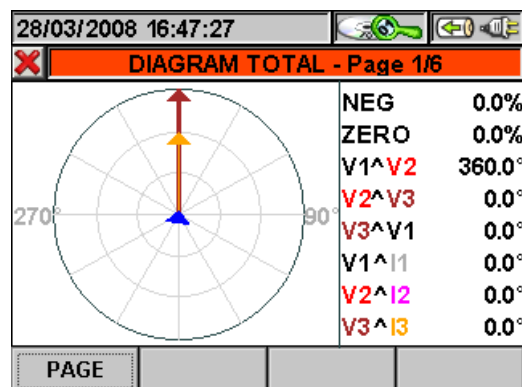 28/03/2008 16:47:27
DIAGRAM TOTAL - Page 1/6
270° 90°
NEG 0.0%
ZERO 0.0%
V1^V2 360.0°
V2^V3 0.0°
V3^V1 0.0°
V1^I1 0.0°
V2^I2 0.0°
V3^I3 0.0°
PAGE